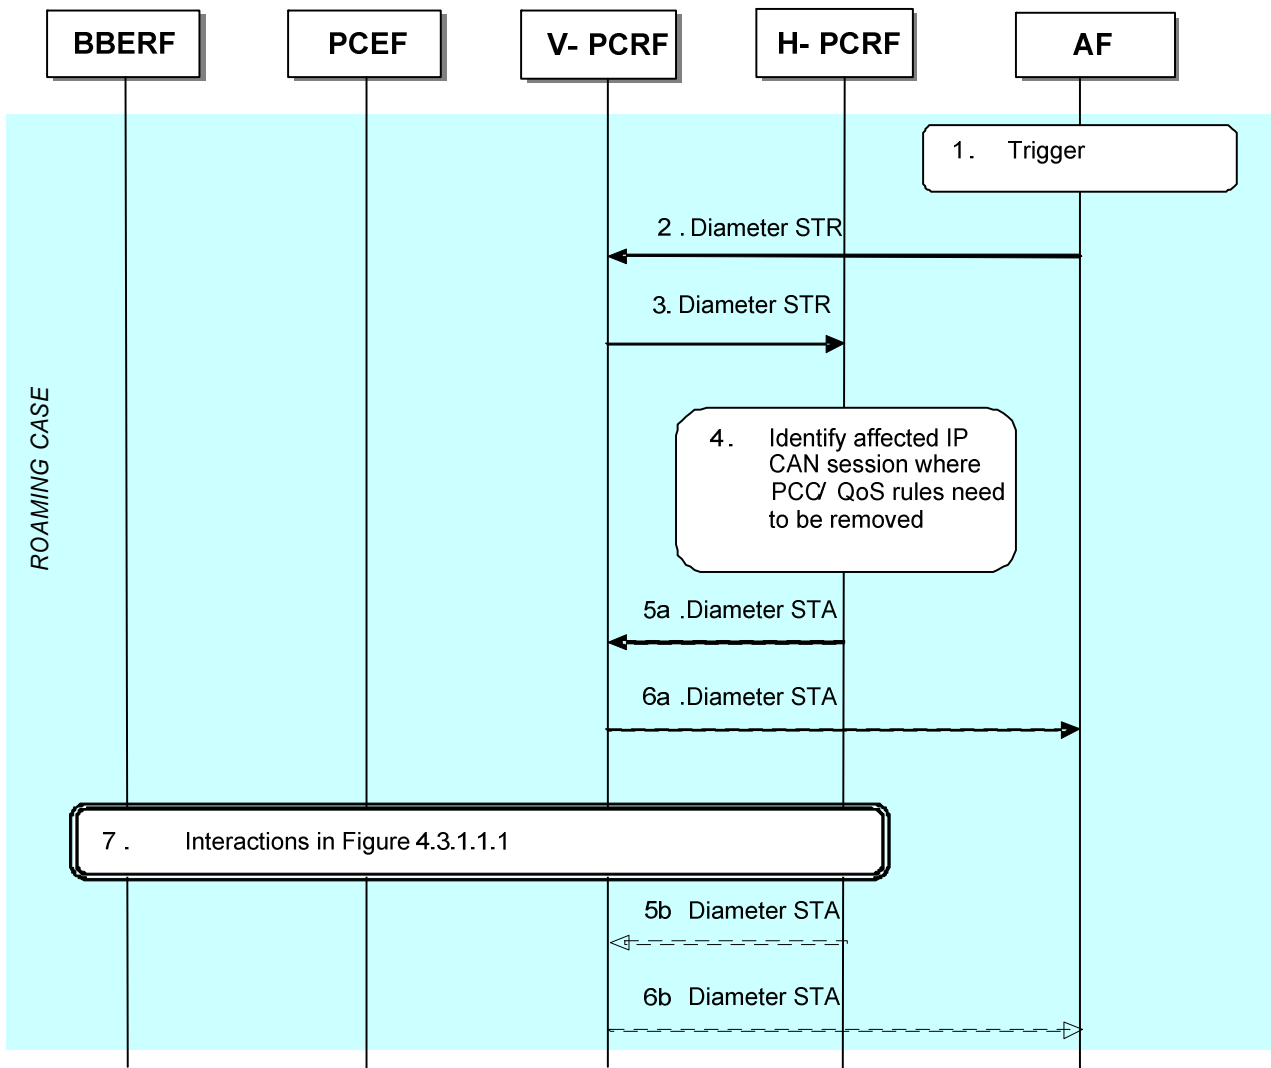 BBERF
PCEF
V- PCRF
H- PCRF
AF
1. Trigger
2 . Diameter STR
3. Diameter STR
ROAMING CASE
4. Identify affected IP
CAN session where
PCC/ QoS rules need
to be removed
5a .Diameter STA
6a .Diameter STA
7 . Interactions in Figure 4.3.1.1.1
5b Diameter STA
6b Diameter STA